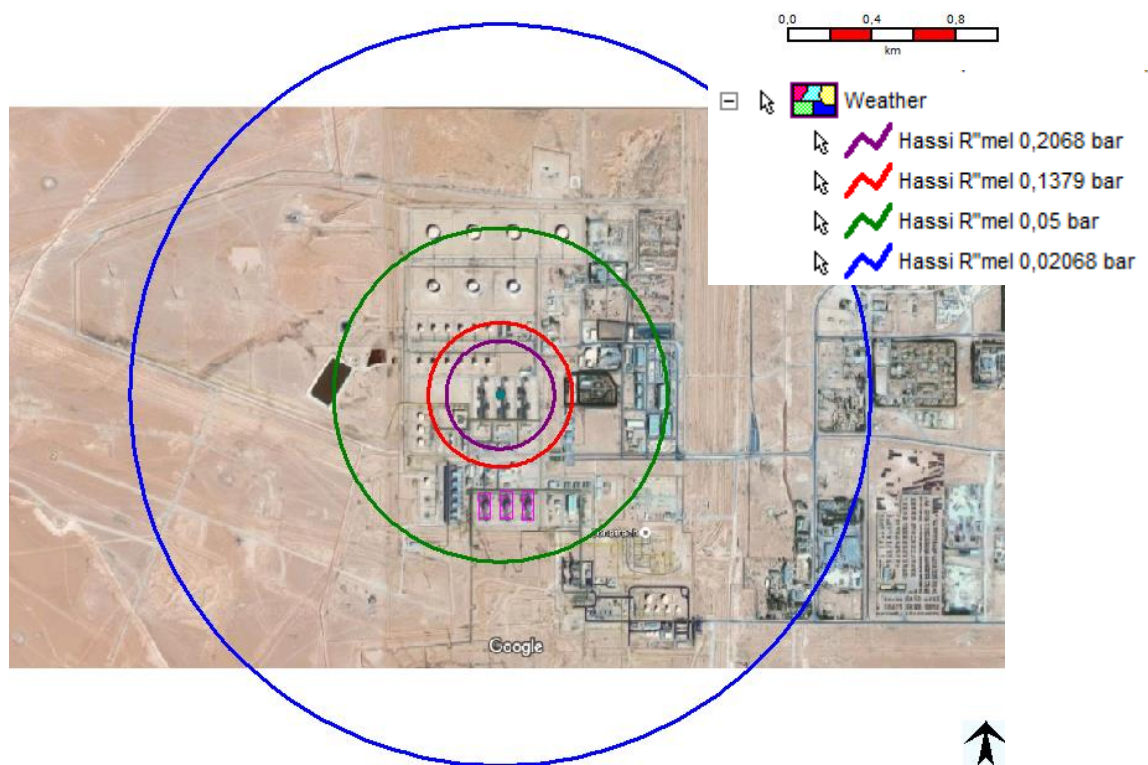 0,0 0,4 0,8
km
Weather
Hassi R"mel 0,2068 bar
Hassi R"mel 0,1379 bar
Hassi R"mel 0,05 bar
Hassi R"mel 0,02068 bar
Google